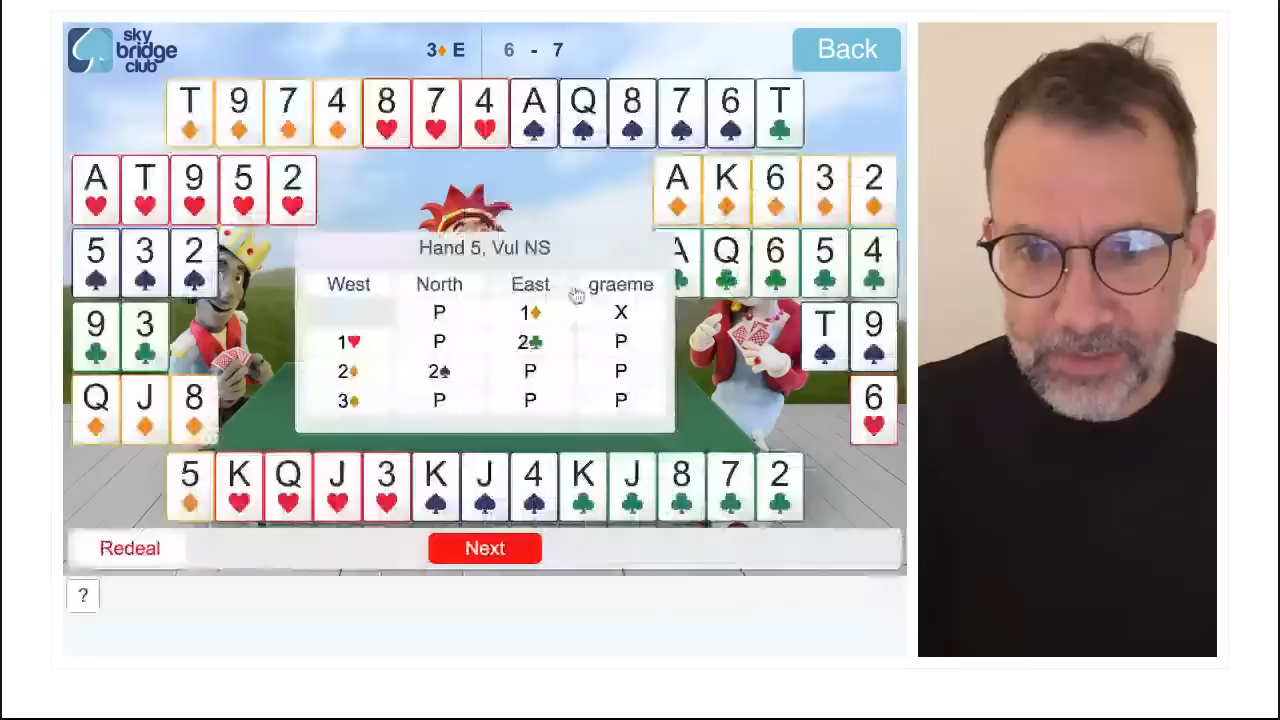 sky
bridge
club
3♦ E 6 - 7
Back
T 9 7 4 8 7 4 A Q 8 7 6 T
A T 9 5 2
A K 6 3 2
5 3 2
A Q 6 5 4
9 3
T 9
Q J 8
6
Hand 5, Vul NS
West North East graeme
P 1♦ X
1♥ P 2♣ P
2♦ 2♠ P P
3♦ P P P
5 K Q J 3 K J 4 K J 8 7 2
Redeal Next
?